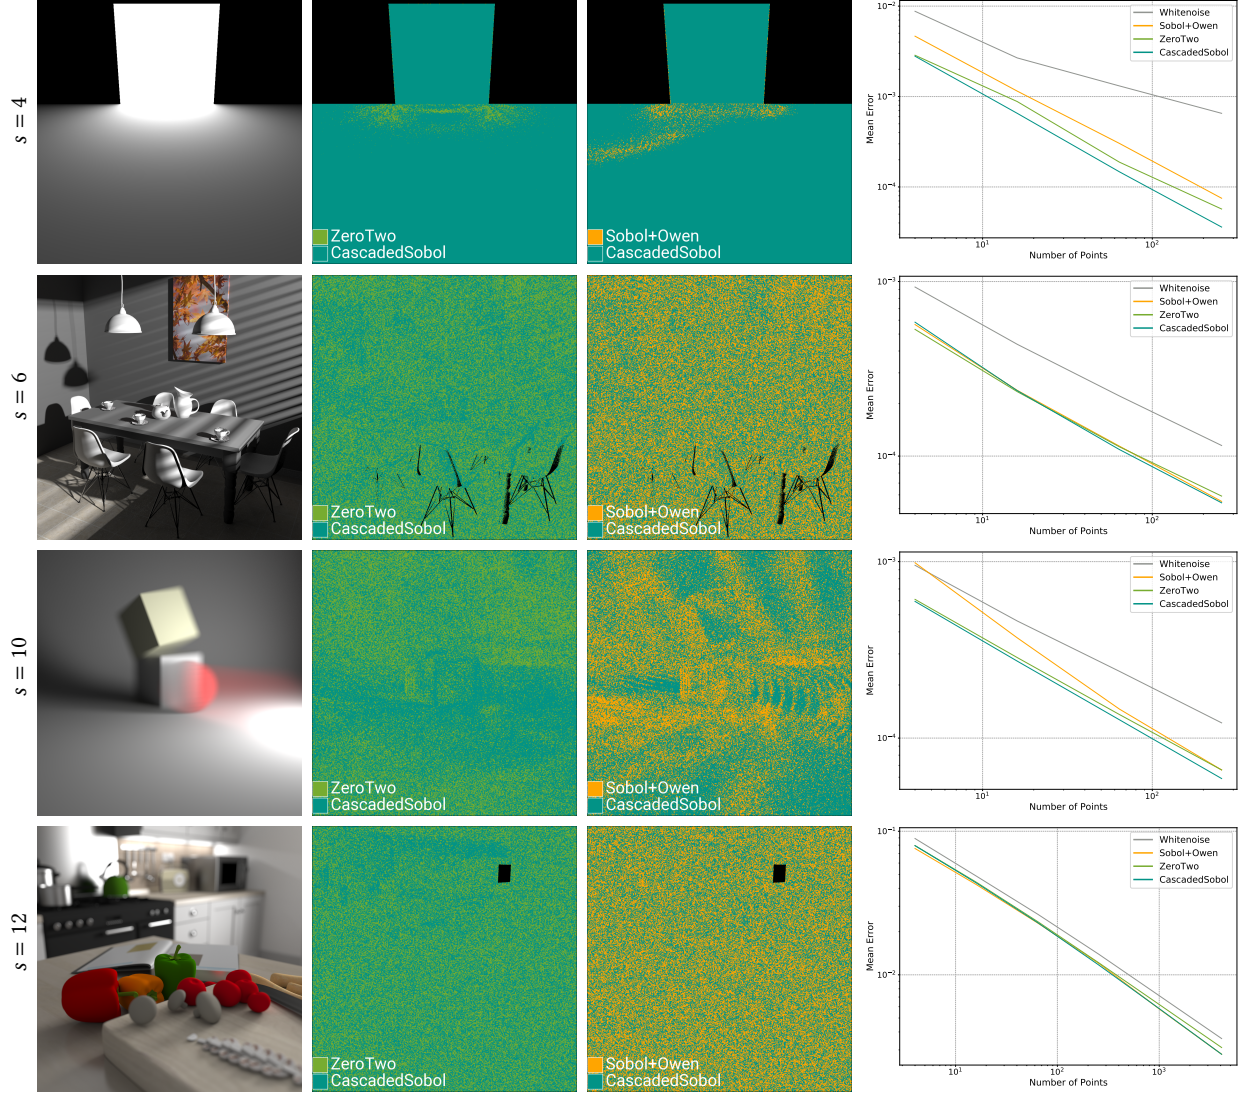 s = 4
ZeroTwo
CascadedSobol
Sobol+Owen
CascadedSobol
Mean Error
10⁻²
10⁻³
10⁻⁴
Whitenoise
Sobol+Owen
ZeroTwo
CascadedSobol
10¹
10²
Number of Points
s = 6
ZeroTwo
CascadedSobol
Sobol+Owen
CascadedSobol
Mean Error
10⁻³
10⁻⁴
Whitenoise
Sobol+Owen
ZeroTwo
CascadedSobol
10¹
10²
Number of Points
s = 10
ZeroTwo
CascadedSobol
Sobol+Owen
CascadedSobol
Mean Error
10⁻³
10⁻⁴
Whitenoise
Sobol+Owen
ZeroTwo
CascadedSobol
10¹
10²
Number of Points
s = 12
ZeroTwo
CascadedSobol
Sobol+Owen
CascadedSobol
Mean Error
10⁻¹
10⁻²
Whitenoise
Sobol+Owen
ZeroTwo
CascadedSobol
10¹
10²
10³
Number of Points